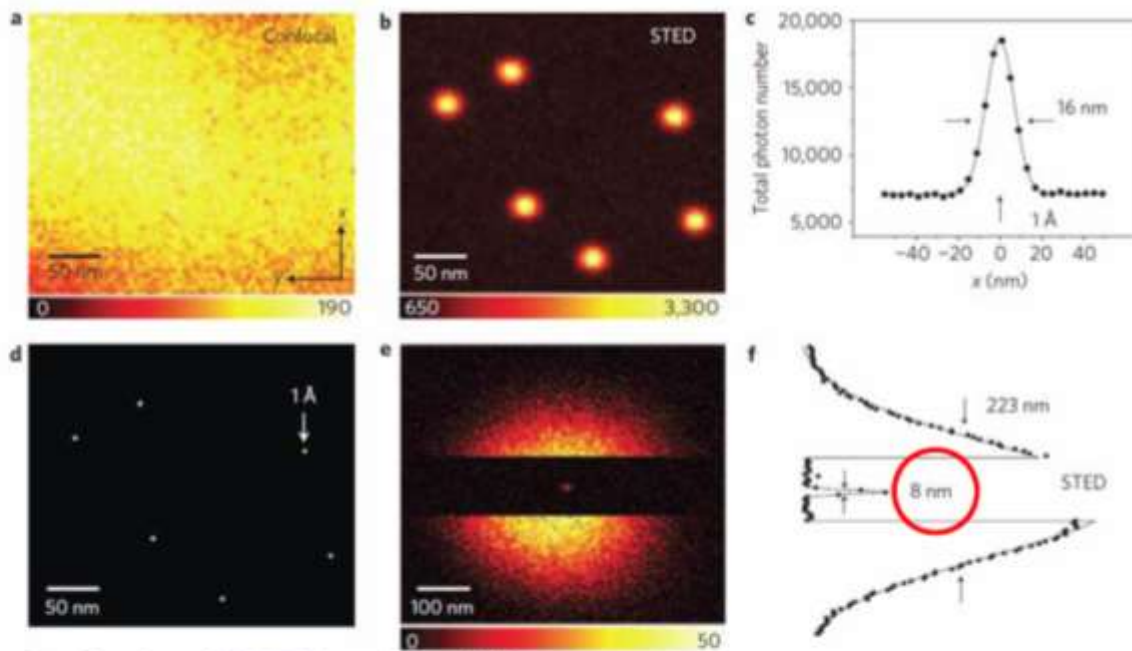 a
Confocal
x
y
50 nm
0
190
b
STED
50 nm
650
3,300
c
Total photon number
20,000
15,000
10,000
5,000
16 nm
1 Å
−40 −20 0 20 40
x (nm)
d
1 Å
50 nm
e
100 nm
0
50
f
223 nm
8 nm
STED